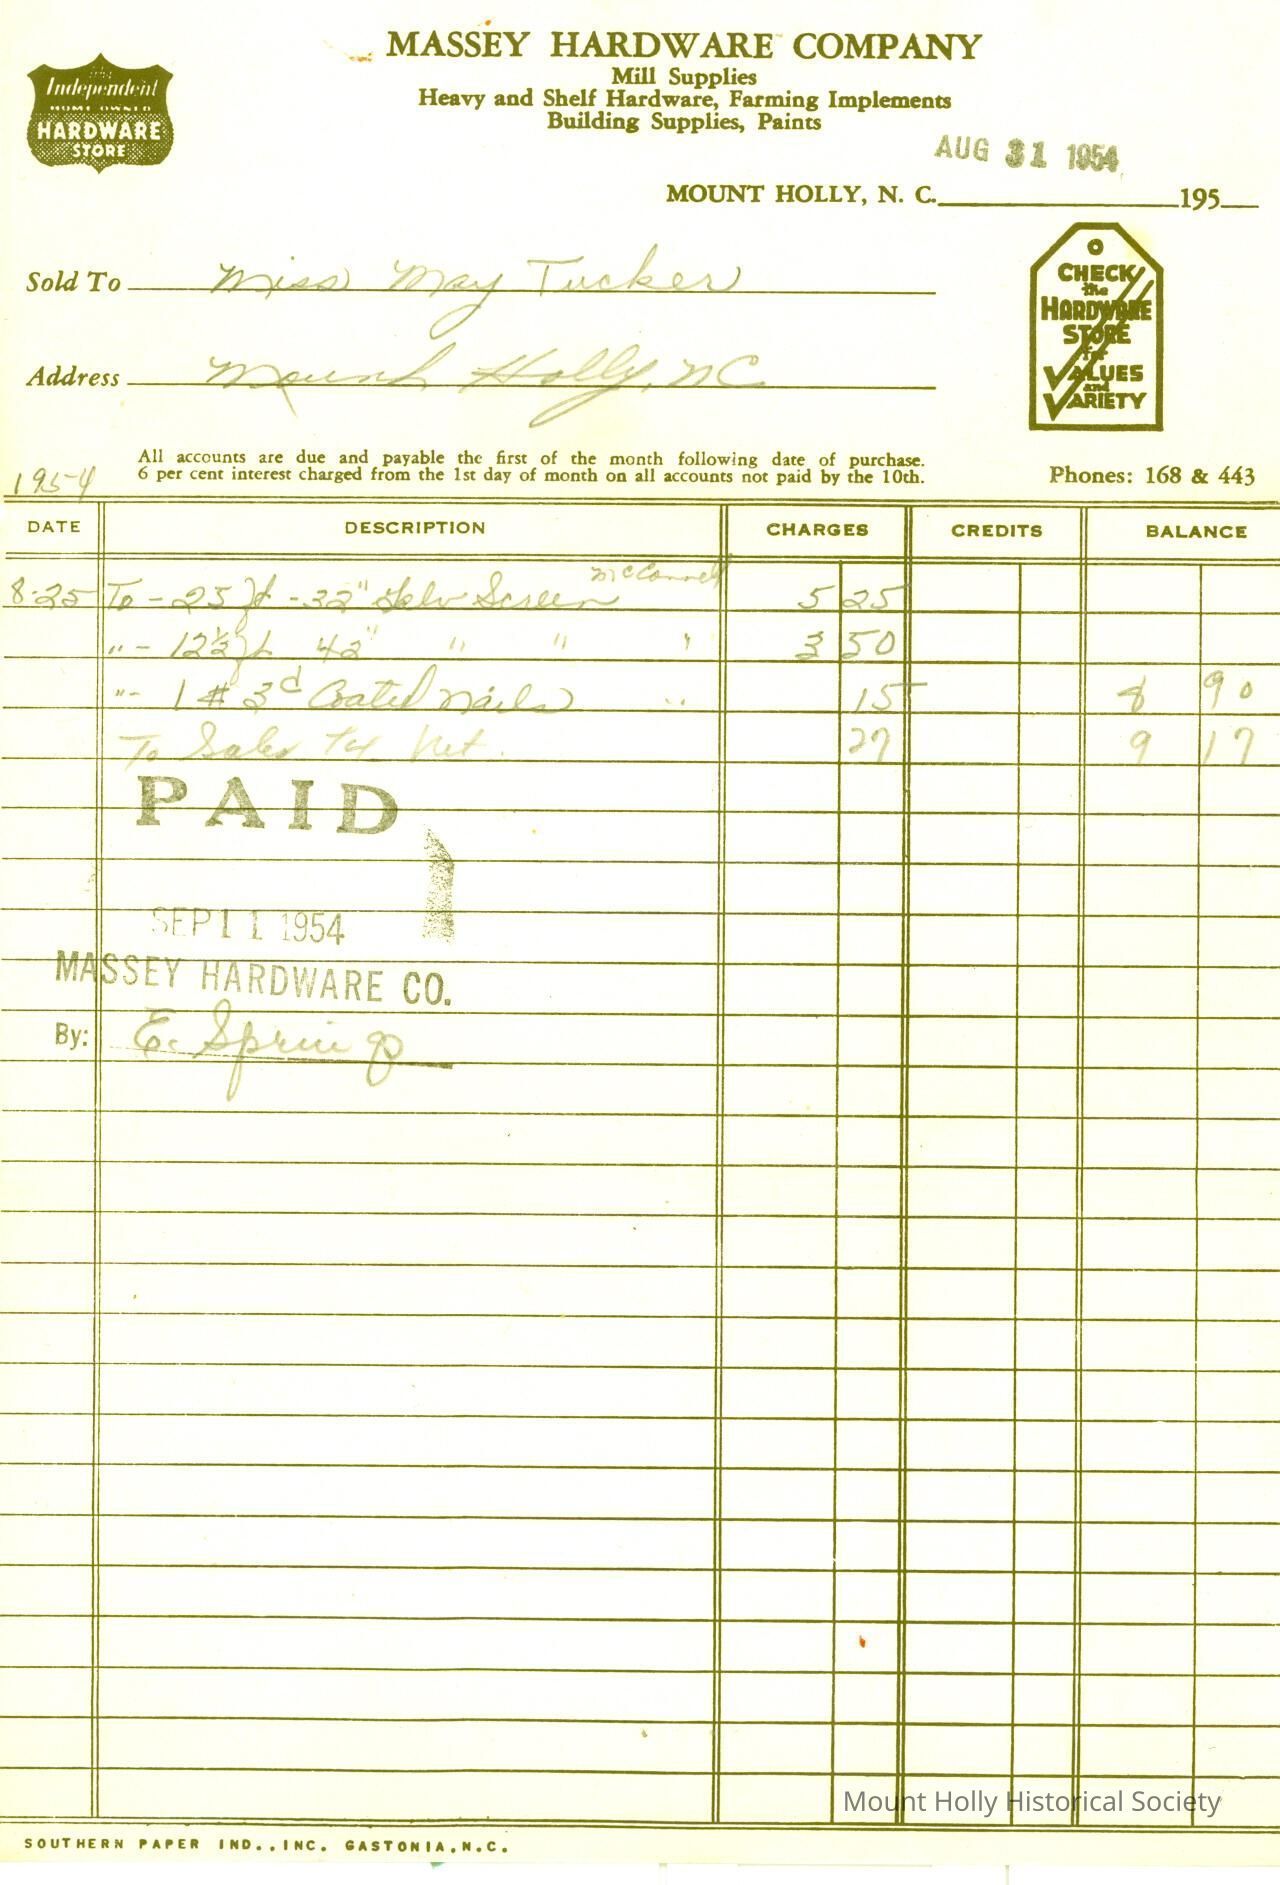 MASSEY HARDWARE COMPANY
Mill Supplies
Heavy and Shelf Hardware, Farming Implements
Building Supplies, Paints
Independent
HOME OWNED
HARDWARE
STORE
AUG 31 1954
MOUNT HOLLY, N. C. 195
Sold To Miss May Tucker
Address Mount Holly, NC
CHECK
the
HARDWARE
STORE
for
VALUES
and
VARIETY
All accounts are due and payable the first of the month following date of purchase.
6 per cent interest charged from the 1st day of month on all accounts not paid by the 10th.
Phones: 168 & 443
1954
DATE DESCRIPTION CHARGES CREDITS BALANCE
McConnell
8-25 To - 25 ft - 32" Galv Screen 5 25
" - 12½ ft 42" " " " 3 50
" - 1 # 3d Coated Nails " 15 8 90
To Sales Tx Net 27 9 17
PAID
SEP 11 1954
MASSEY HARDWARE CO.
By: E. Springs
Mount Holly Historical Society
SOUTHERN PAPER IND., INC. GASTONIA, N.C.